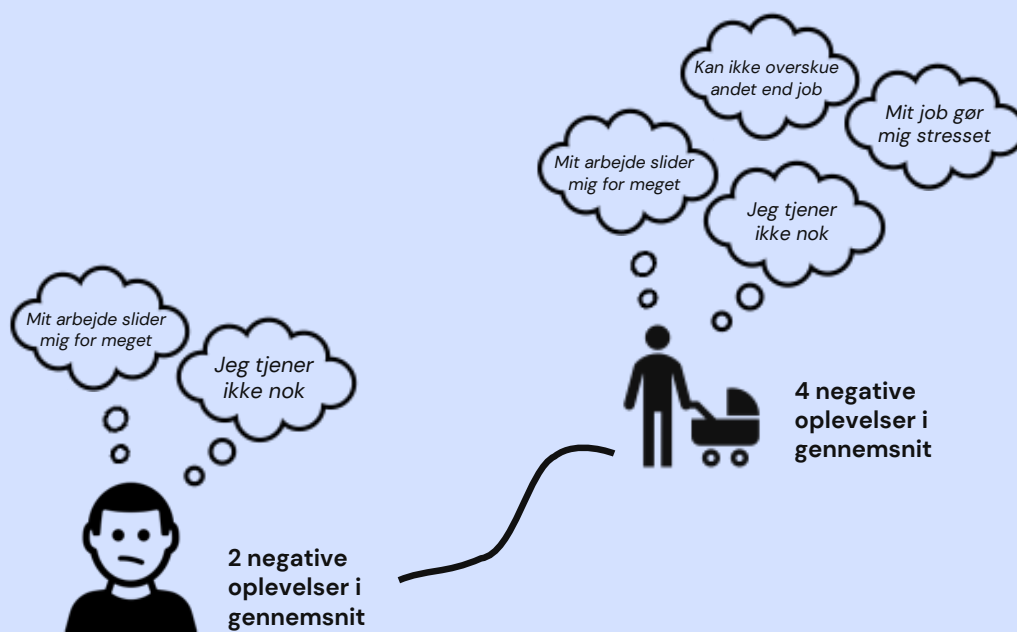 Kan ikke overskue
andet end job
Mit job gør
mig stresset
Mit arbejde slider
mig for meget
Jeg tjener
ikke nok
4 negative
oplevelser i
gennemsnit
Mit arbejde slider
mig for meget
Jeg tjener
ikke nok
2 negative
oplevelser i
gennemsnit